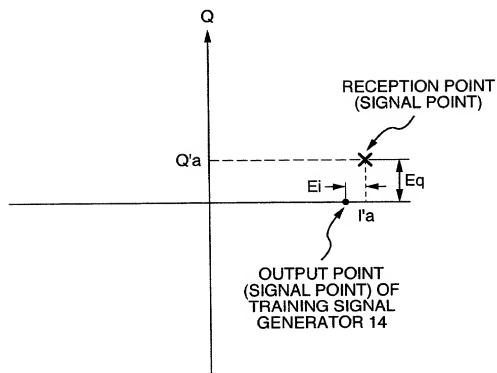 Q
RECEPTION POINT
(SIGNAL POINT)
Q'a
Ei
Eq
I'a
OUTPUT POINT
(SIGNAL POINT) OF
TRAINING SIGNAL
GENERATOR 14